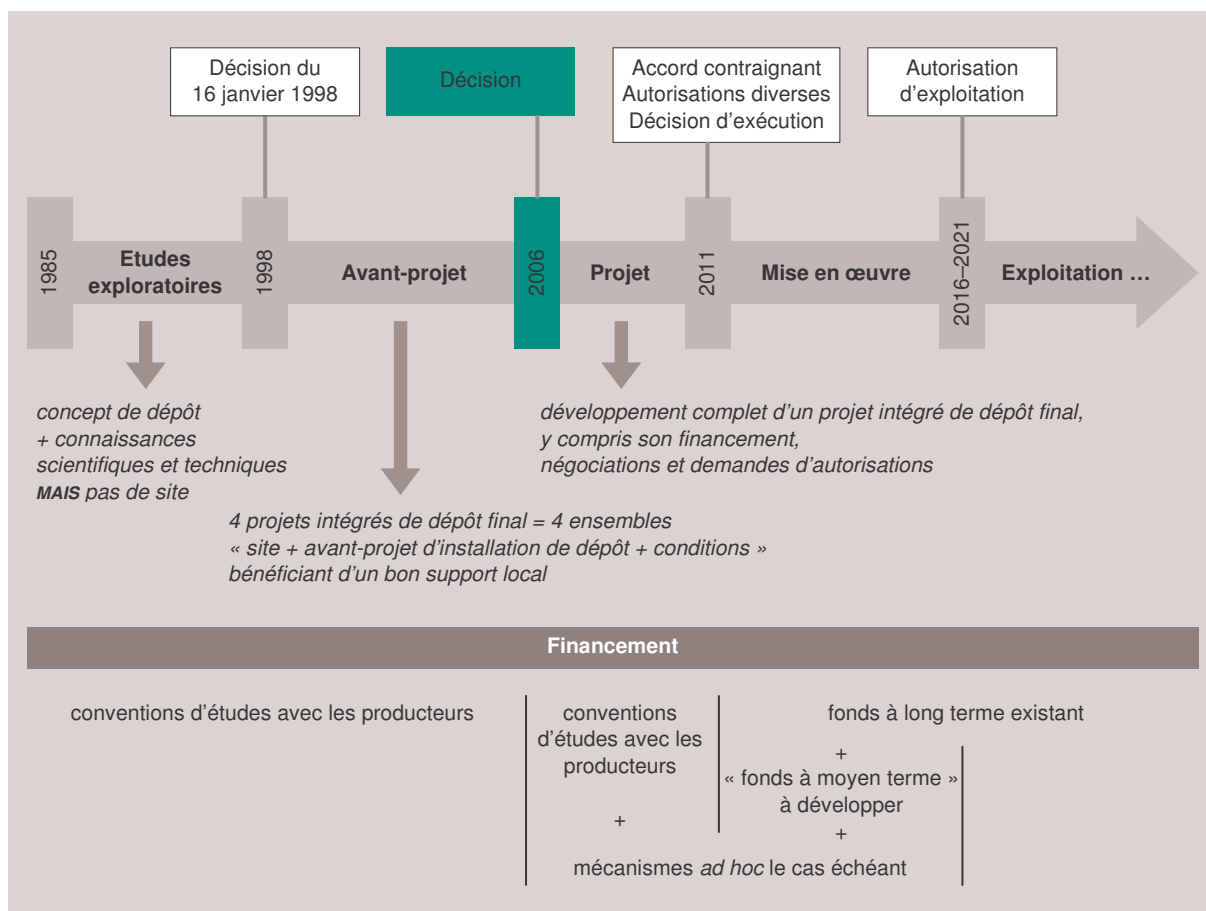 Décision du
16 janvier 1998
Décision
Accord contraignant
Autorisations diverses
Décision d'exécution
Autorisation
d'exploitation
1985
Etudes
exploratoires
1998
Avant-projet
2006
Projet
2011
Mise en œuvre
2016–2021
Exploitation ...
concept de dépôt
+ connaissances
scientifiques et techniques
MAIS pas de site
développement complet d'un projet intégré de dépôt final,
y compris son financement,
négociations et demandes d'autorisations
4 projets intégrés de dépôt final = 4 ensembles
« site + avant-projet d'installation de dépôt + conditions »
bénéficiant d'un bon support local
Financement
conventions d'études avec les producteurs
conventions
d'études avec les
producteurs
+
fonds à long terme existant
+
« fonds à moyen terme »
à développer
+
mécanismes ad hoc le cas échéant